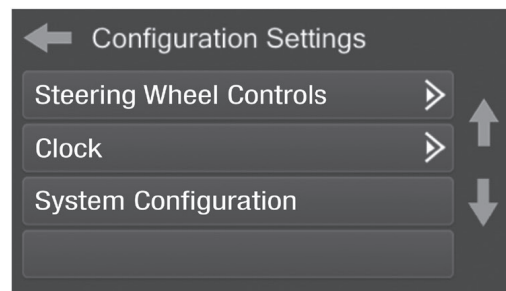 Configuration Settings
Steering Wheel Controls
Clock
System Configuration